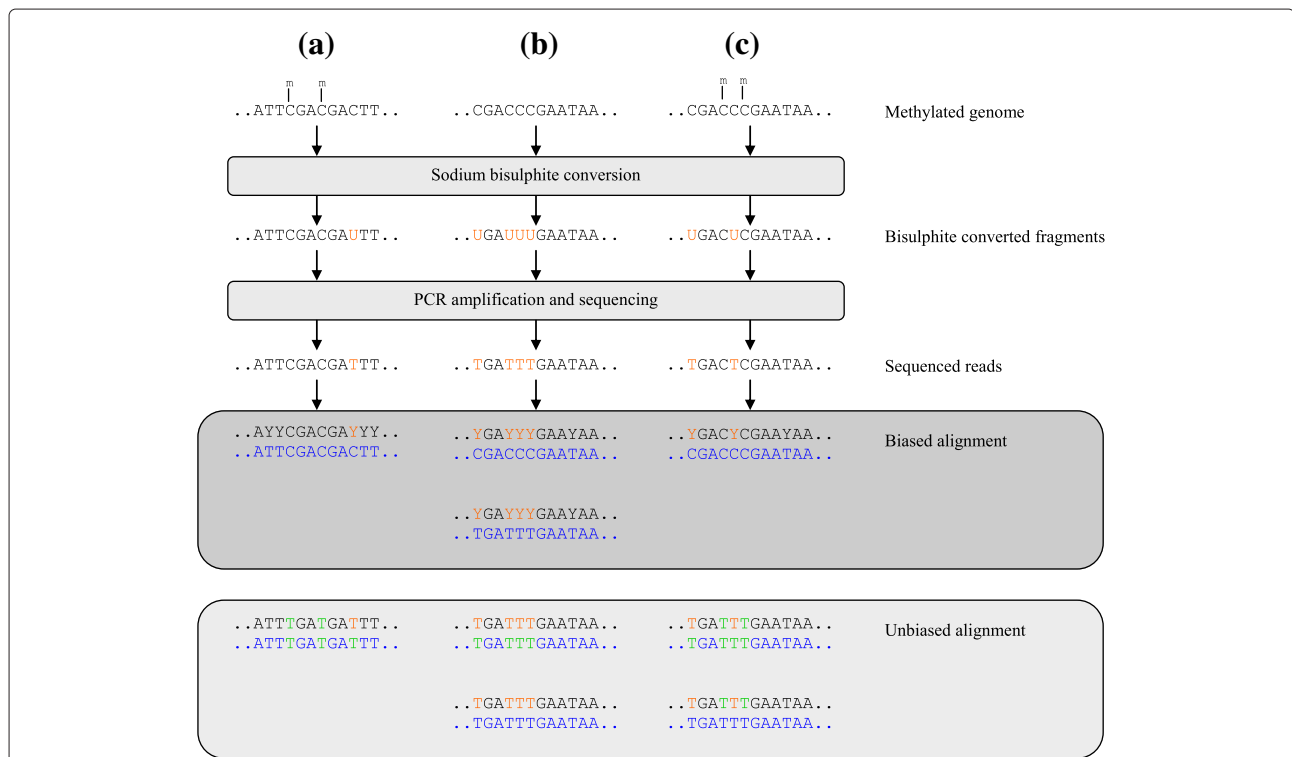 (a) (b) (c)
m m m m
..ATTCGACGACTT.. ..CGACCCGAATAA.. ..CGACCCGAATAA.. Methylated genome
Sodium bisulphite conversion
..ATTCGACGAUTT.. ..UGAUUUGAATAA.. ..UGACUCGAATAA.. Bisulphite converted fragments
PCR amplification and sequencing
..ATTCGACGATTT.. ..TGATTTGAATAA.. ..TGACTCGAATAA.. Sequenced reads
..AYYCGACGAYYY.. ..YGAYYYGAAYAA.. ..YGACYCGAAYAA.. Biased alignment
..ATTCGACGACTT.. ..CGACCCGAATAA.. ..CGACCCGAATAA..
..YGAYYYGAAYAA..
..TGATTTGAATAA..
..ATTTGATGATTT.. ..TGATTTGAATAA.. ..TGATTTGAATAA.. Unbiased alignment
..ATTTGATGATTT.. ..TGATTTGAATAA.. ..TGATTTGAATAA..
..TGATTTGAATAA.. ..TGATTTGAATAA..
..TGATTTGAATAA.. ..TGATTTGAATAA..